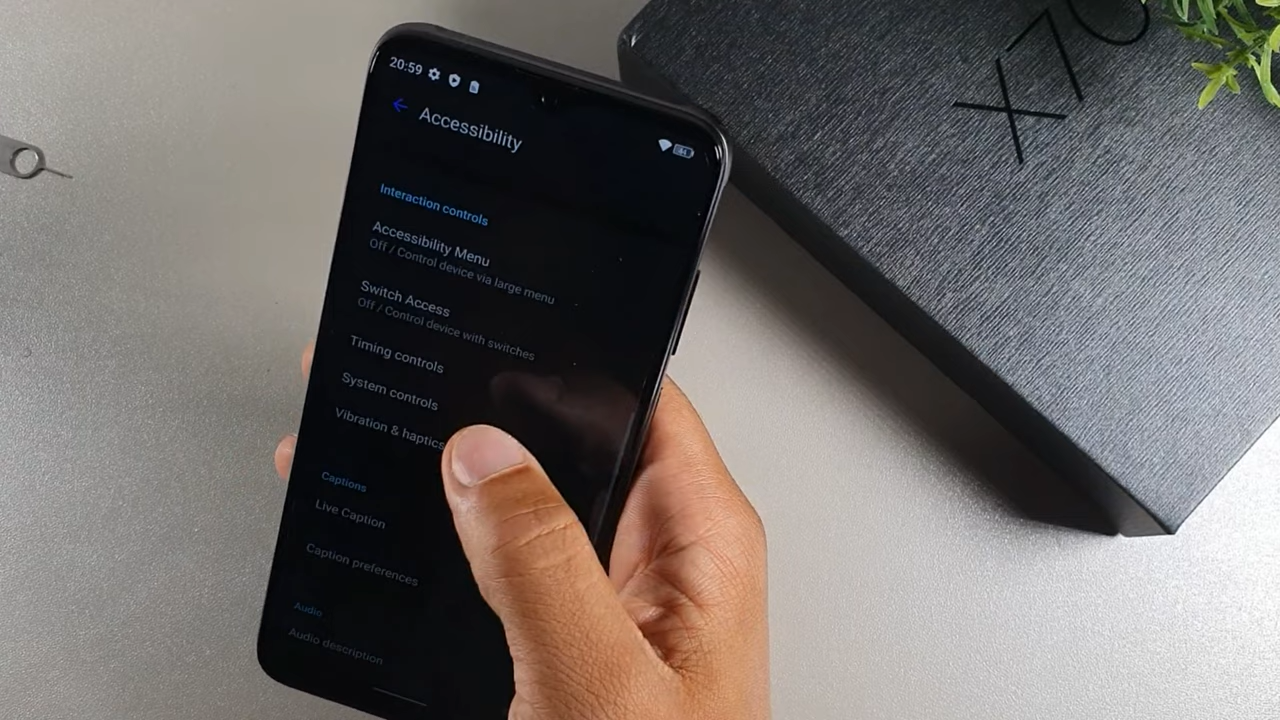 20:59
Accessibility
Interaction controls
Accessibility Menu
Off / Control device via large menu
Switch Access
Off / Control device with switches
Timing controls
System controls
Vibration & haptics
Captions
Live Caption
Caption preferences
Audio
Audio description